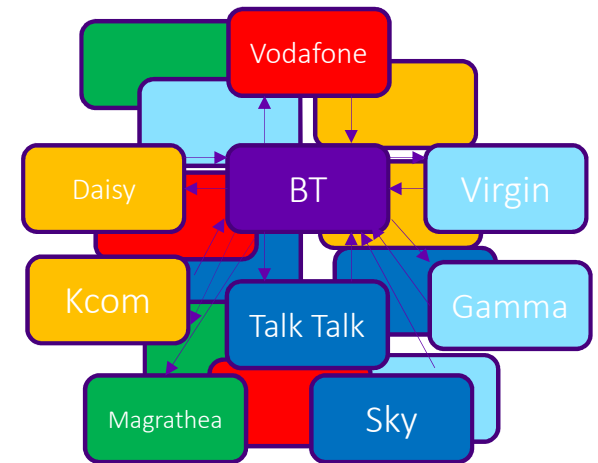 Vodafone
Daisy
BT
Virgin
Kcom
Talk Talk
Gamma
Magrathea
Sky